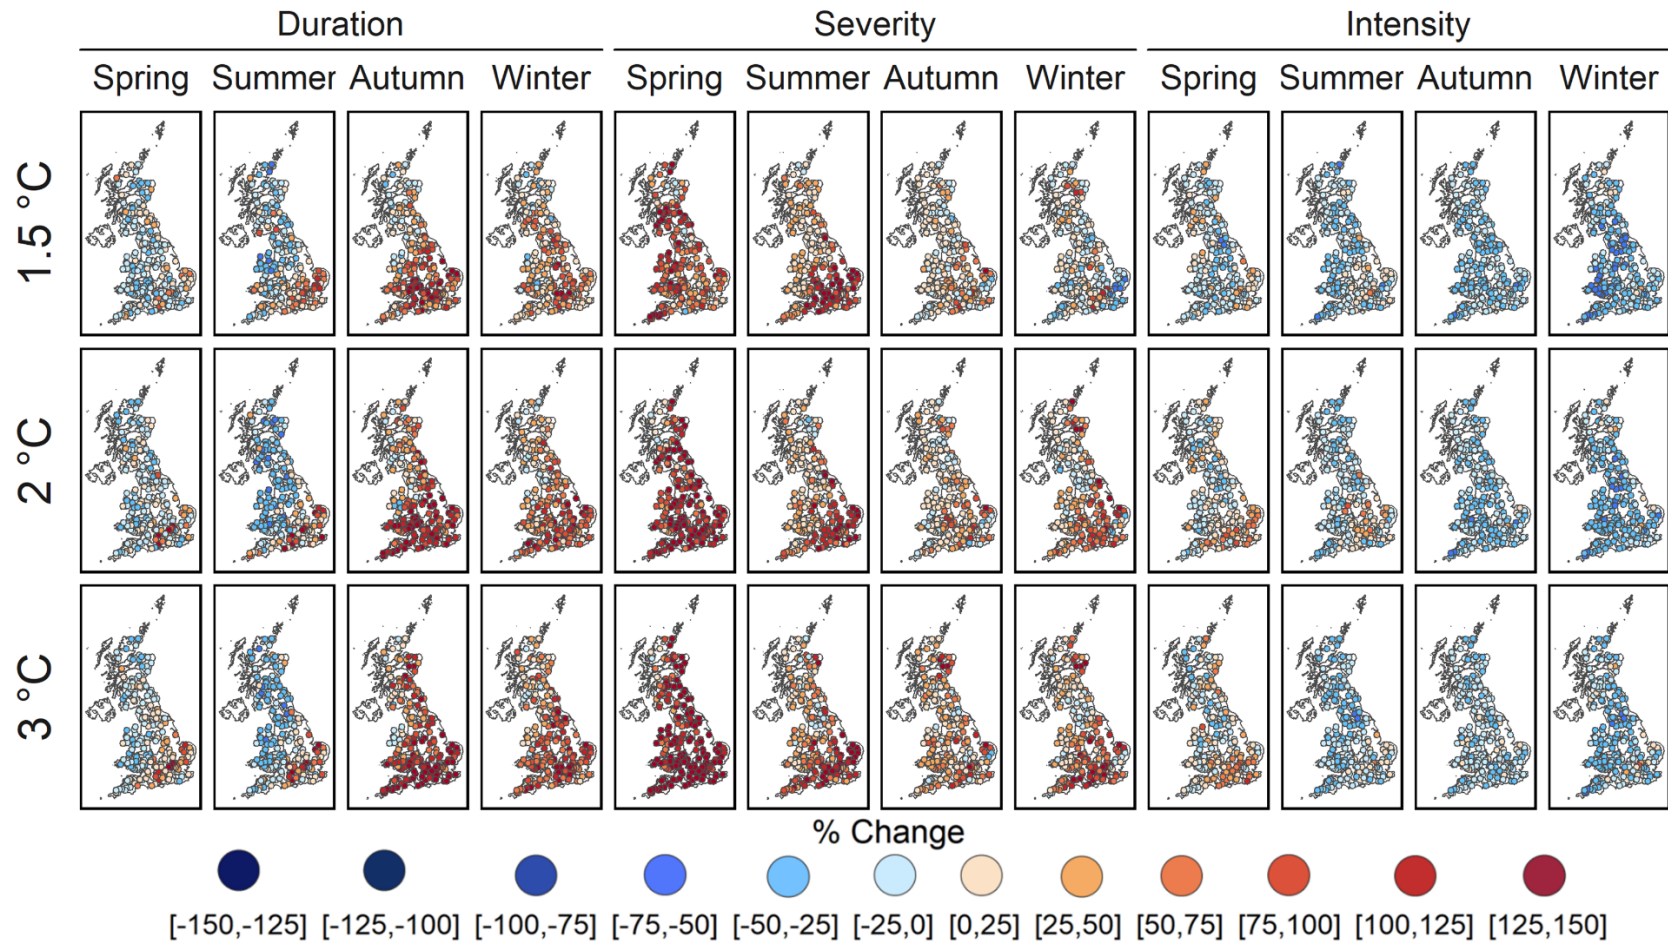 Duration Severity Intensity
Spring Summer Autumn Winter Spring Summer Autumn Winter Spring Summer Autumn Winter
1.5 °C
2 °C
3 °C
% Change
[-150,-125] [-125,-100] [-100,-75] [-75,-50] [-50,-25] [-25,0] [0,25] [25,50] [50,75] [75,100] [100,125] [125,150]